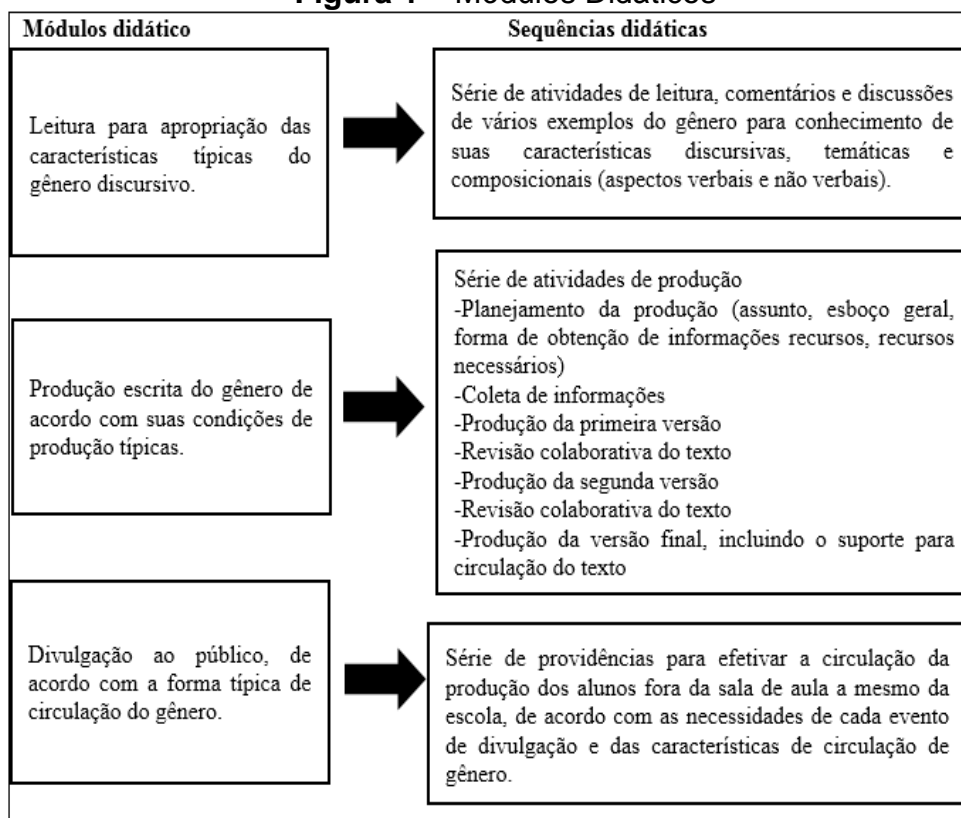 Figura 1 – Módulos Didáticos
Módulos didático
Sequências didáticas
Leitura para apropriação das
características típicas do
gênero discursivo.
Série de atividades de leitura, comentários e discussões
de vários exemplos do gênero para conhecimento de
suas características discursivas, temáticas e
composicionais (aspectos verbais e não verbais).
Produção escrita do gênero de
acordo com suas condições de
produção típicas.
Série de atividades de produção
-Planejamento da produção (assunto, esboço geral,
forma de obtenção de informações recursos, recursos
necessários)
-Coleta de informações
-Produção da primeira versão
-Revisão colaborativa do texto
-Produção da segunda versão
-Revisão colaborativa do texto
-Produção da versão final, incluindo o suporte para
circulação do texto
Divulgação ao público, de
acordo com a forma típica de
circulação do gênero.
Série de providências para efetivar a circulação da
produção dos alunos fora da sala de aula a mesmo da
escola, de acordo com as necessidades de cada evento
de divulgação e das características de circulação de
gênero.